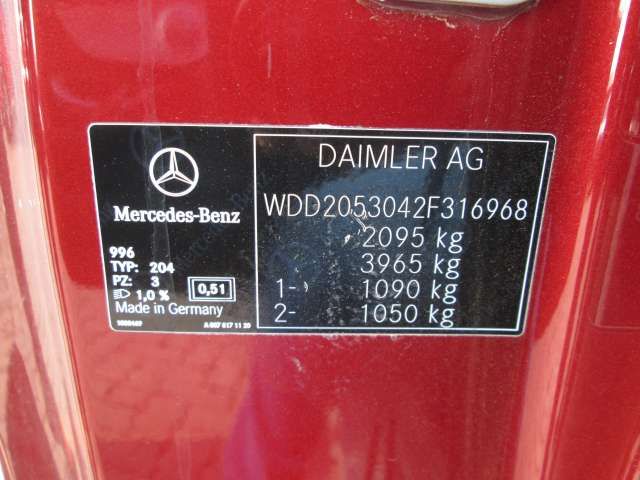 Mercedes-Benz
996
TYP: 204
PZ: 3
1,0 %
0,51
Made in Germany
DAIMLER AG
WDD2053042F316968
2095 kg
3965 kg
1- 1090 kg
2- 1050 kg